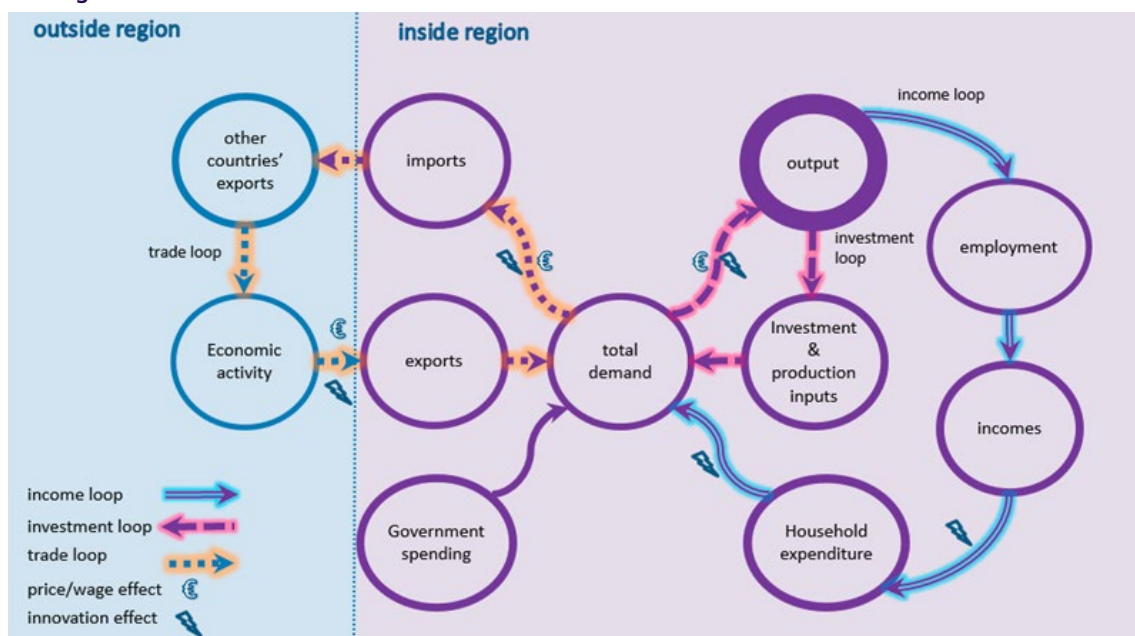 outside region
inside region
income loop
other
countries'
exports
imports
output
employment
trade loop
investment
loop
Economic
activity
exports
total
demand
Investment
&
production
inputs
incomes
Government
spending
Household
expenditure
income loop
investment loop
trade loop
price/wage effect
innovation effect